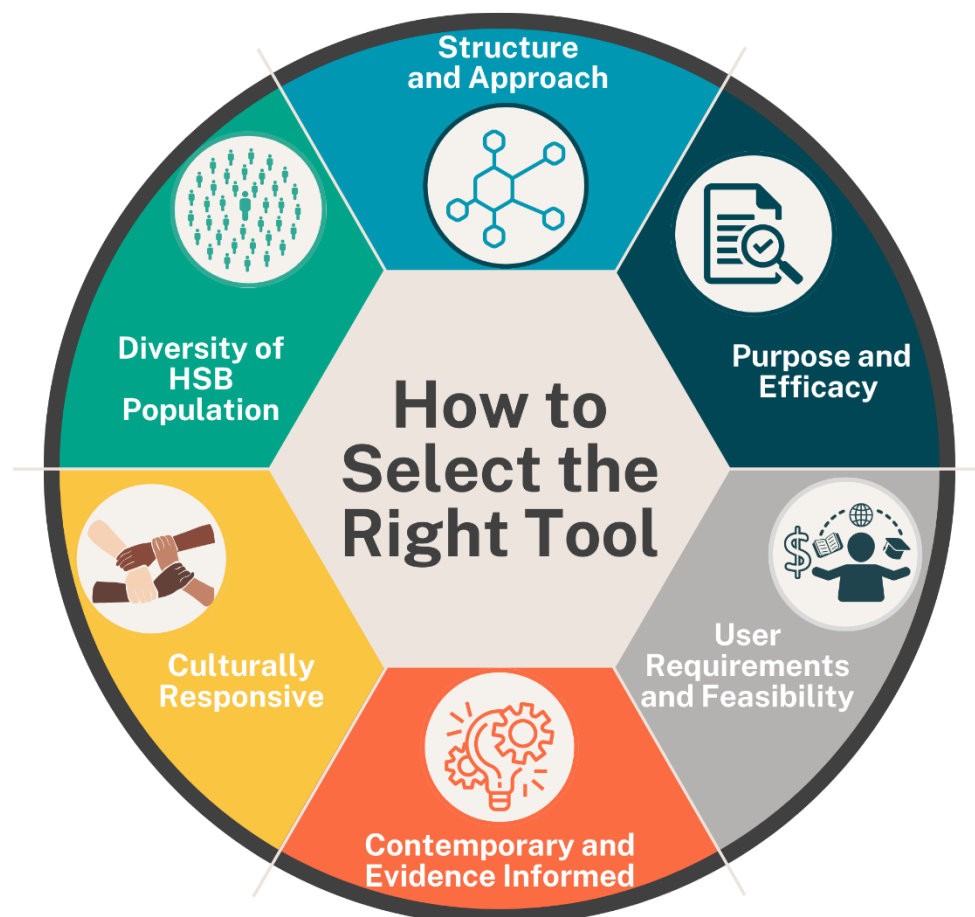 Structure
and Approach
Purpose and
Efficacy
User
Requirements
and Feasibility
Contemporary and
Evidence Informed
Culturally
Responsive
Diversity of
HSB
Population
How to
Select the
Right Tool
$